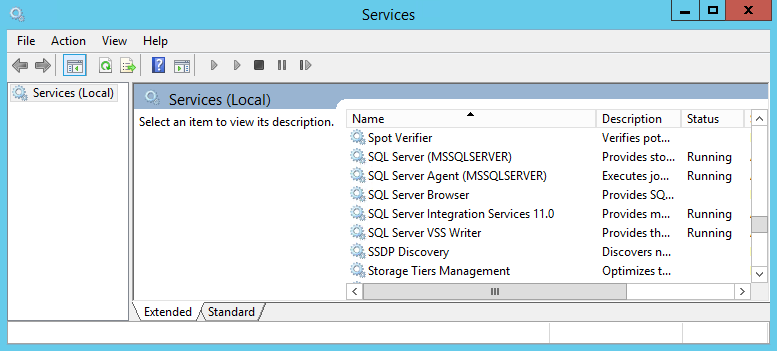 Services
File Action View Help
Services (Local)
Services (Local)
Select an item to view its description.
Name Description Status
Spot Verifier Verifies pot...
SQL Server (MSSQLSERVER) Provides sto... Running
SQL Server Agent (MSSQLSERVER) Executes jo... Running
SQL Server Browser Provides SQ...
SQL Server Integration Services 11.0 Provides m... Running
SQL Server VSS Writer Provides th... Running
SSDP Discovery Discovers n...
Storage Tiers Management Optimizes t...
Extended Standard